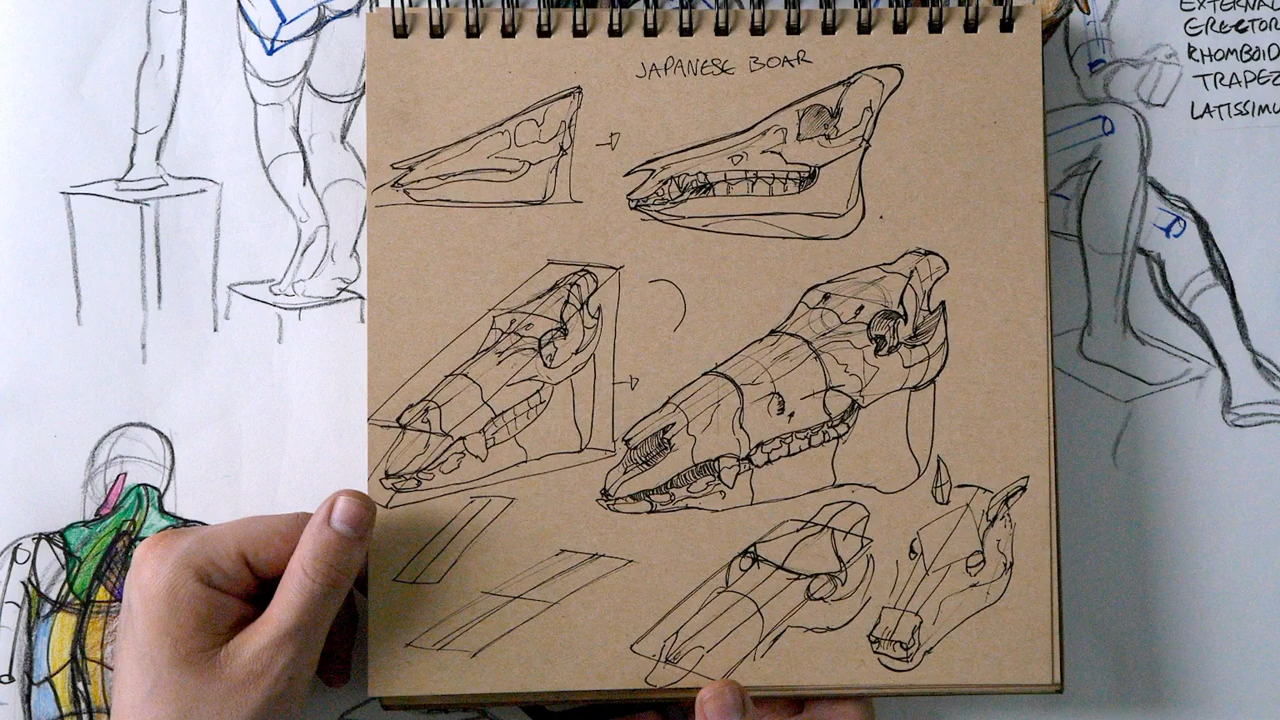 JAPANESE BOAR
EXTERNAL
ERECTOR
RHOMBOID
TRAPEZ
LATISSIMU